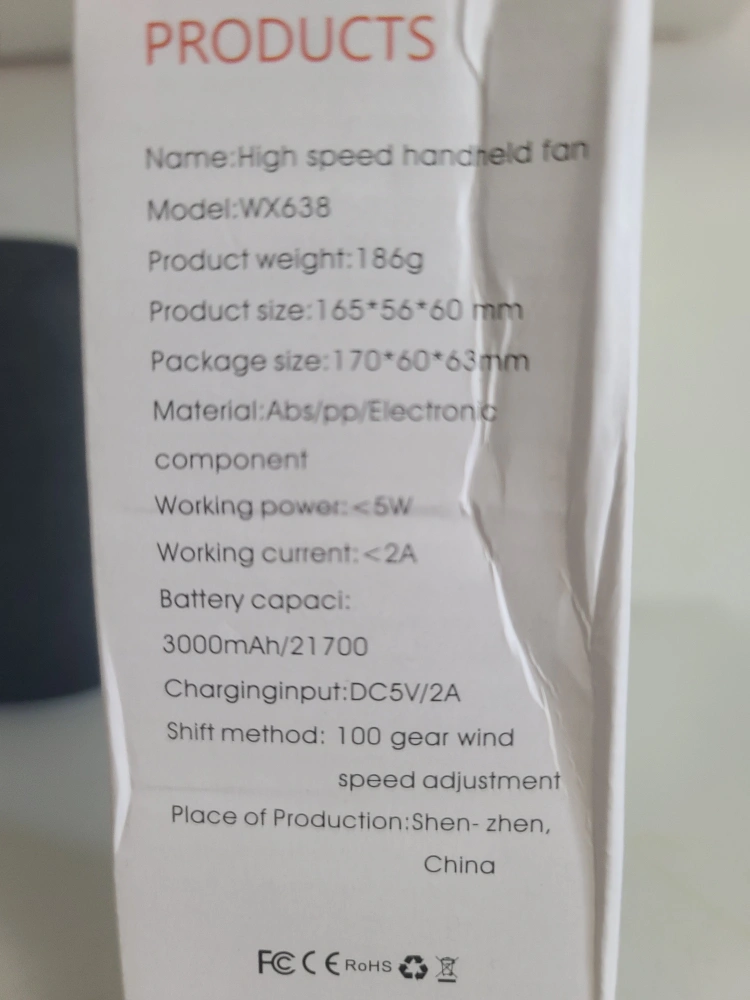 PRODUCTS
Name:High speed handheld fan
Model:WX638
Product weight:186g
Product size:165*56*60 mm
Package size:170*60*63mm
Material:Abs/pp/Electronic
component
Working power:<5W
Working current:<2A
Battery capaci:
3000mAh/21700
Charginginput:DC5V/2A
Shift method: 100 gear wind
speed adjustment
Place of Production:Shen- zhen,
China
FC CE RoHS